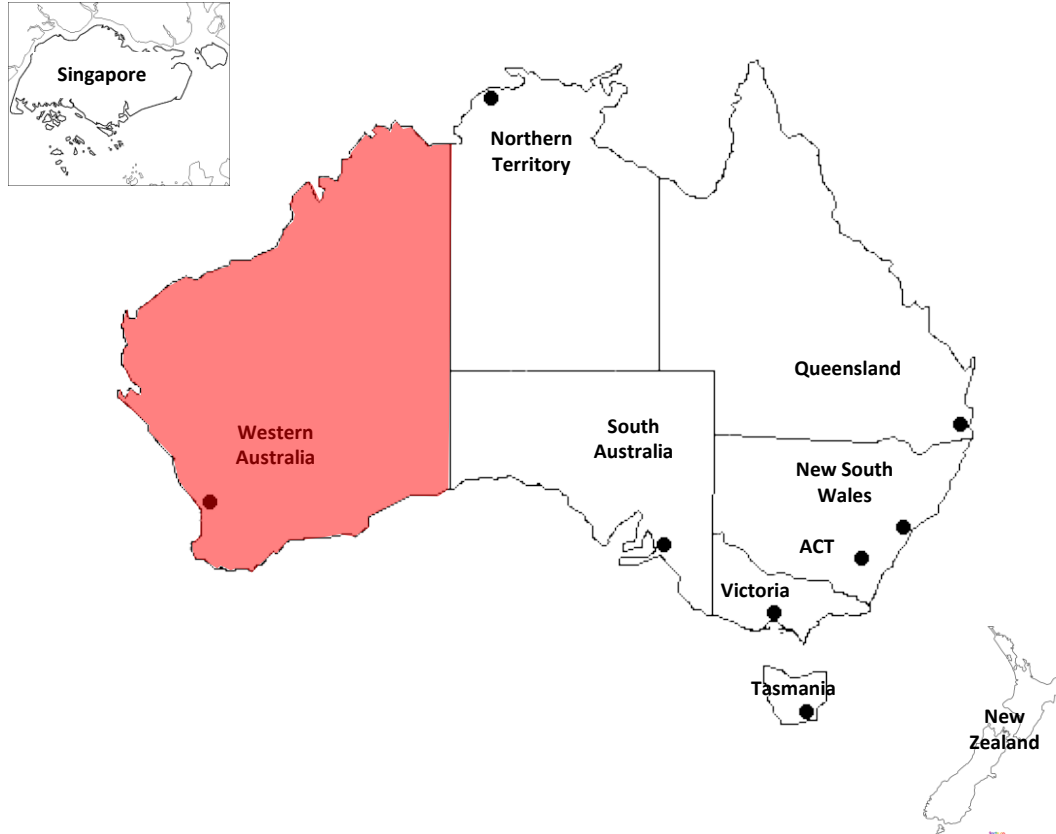 Singapore
Northern
Territory
Queensland
Western
Australia
South
Australia
New South
Wales
ACT
Victoria
Tasmania
New
Zealand